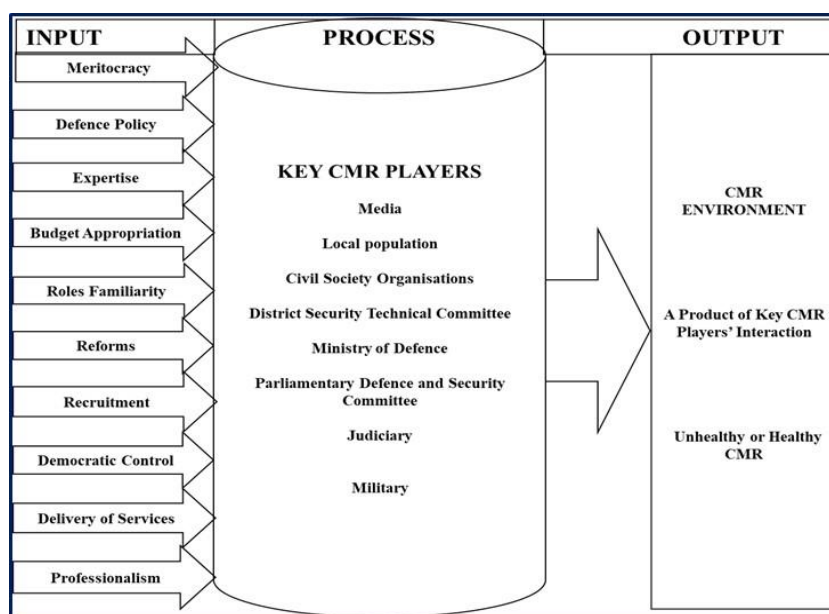 INPUT
PROCESS
OUTPUT
Meritocracy
Defence Policy
Expertise
Budget Appropriation
Roles Familiarity
Reforms
Recruitment
Democratic Control
Delivery of Services
Professionalism
KEY CMR PLAYERS
Media
Local population
Civil Society Organisations
District Security Technical Committee
Ministry of Defence
Parliamentary Defence and Security
Committee
Judiciary
Military
CMR
ENVIRONMENT
A Product of Key CMR
Players' Interaction
Unhealthy or Healthy
CMR